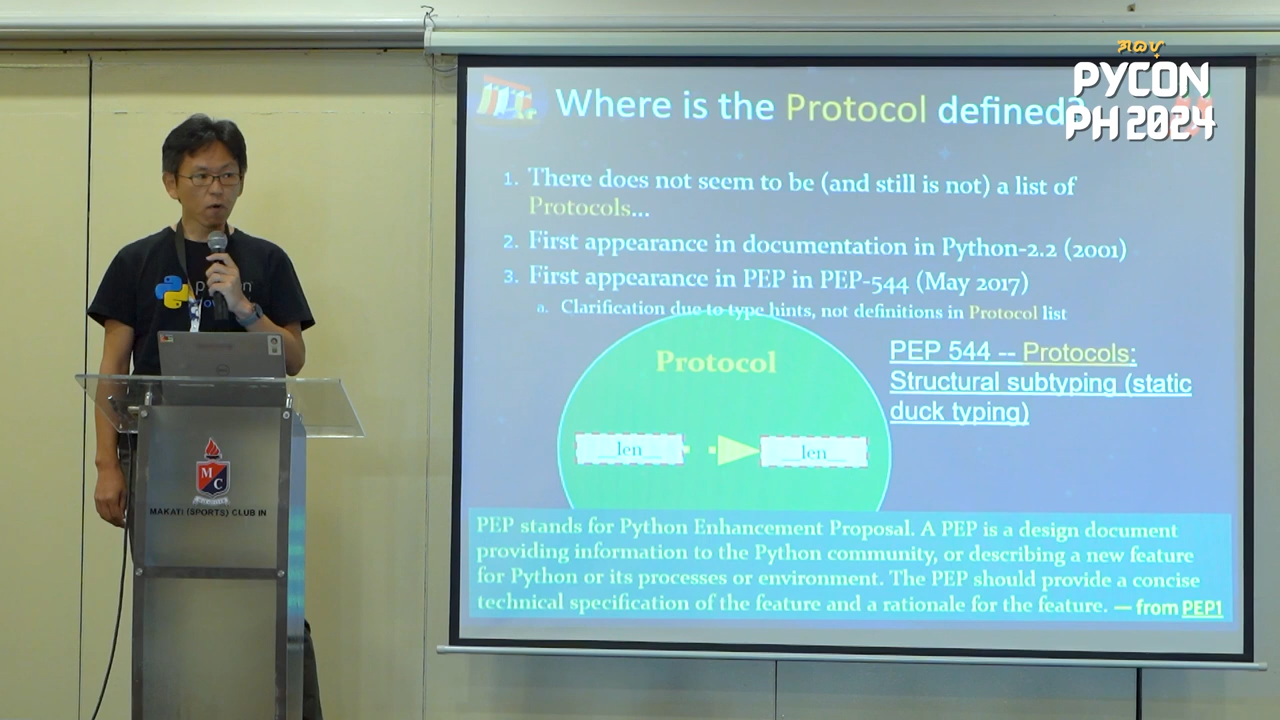 ᜉᜌ᜔
PYCON
PH 2024
Where is the Protocol defined?
1. There does not seem to be (and still is not) a list of
Protocols...
2. First appearance in documentation in Python-2.2 (2001)
3. First appearance in PEP in PEP-544 (May 2017)
a. Clarification due to type hints, not definitions in Protocol list
Protocol
__len__
__len__
PEP 544 -- Protocols:
Structural subtyping (static
duck typing)
PEP stands for Python Enhancement Proposal. A PEP is a design document
providing information to the Python community, or describing a new feature
for Python or its processes or environment. The PEP should provide a concise
technical specification of the feature and a rationale for the feature. — from PEP1
python
M
C
MAKATI (SPORTS) CLUB IN